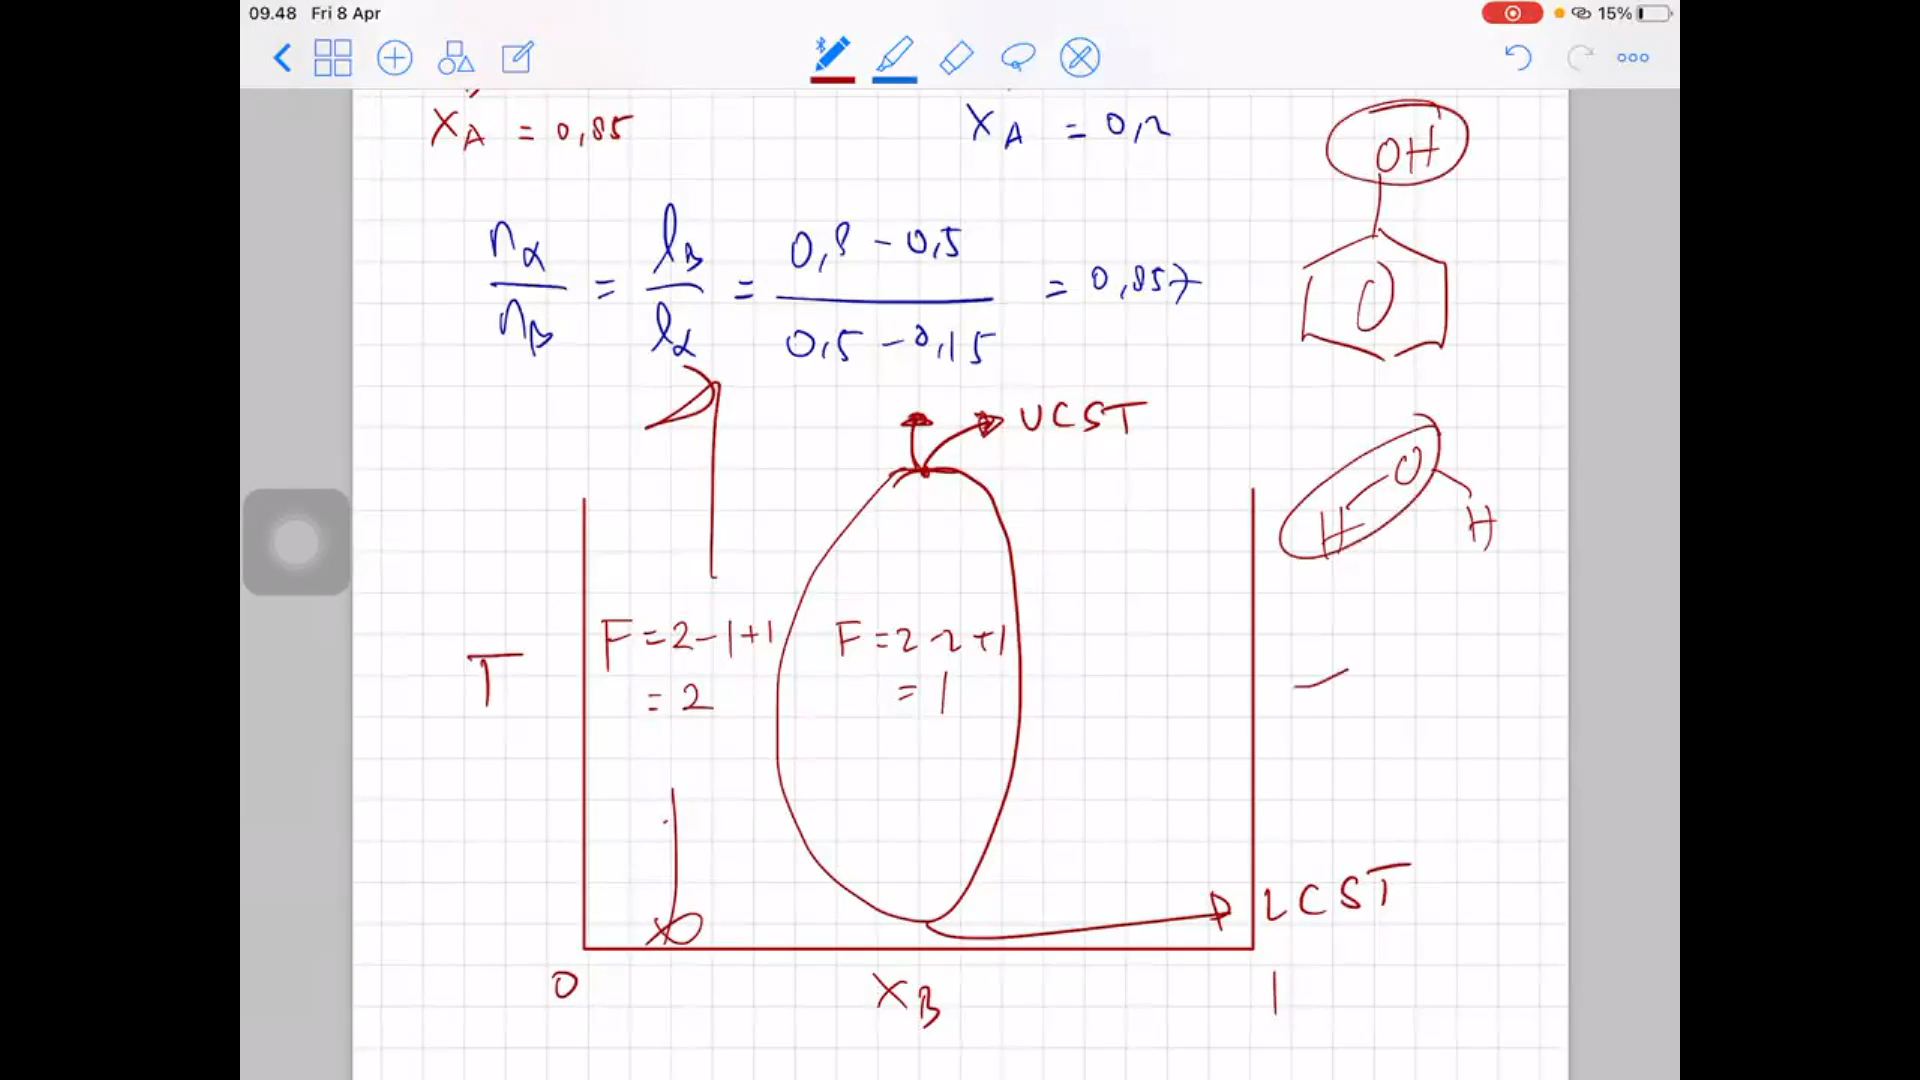 09.48 Fri 8 Apr
15%
XA = 0,85
XA = 0,2
OH
nα / nβ = lβ / lα = 0,8 - 0,5 / 0,5 - 0,15 = 0,857
UCST
O
H H
F = 2 - 1 + 1
= 2
F = 2 - 2 + 1
= 1
T
LCST
0 XB 1